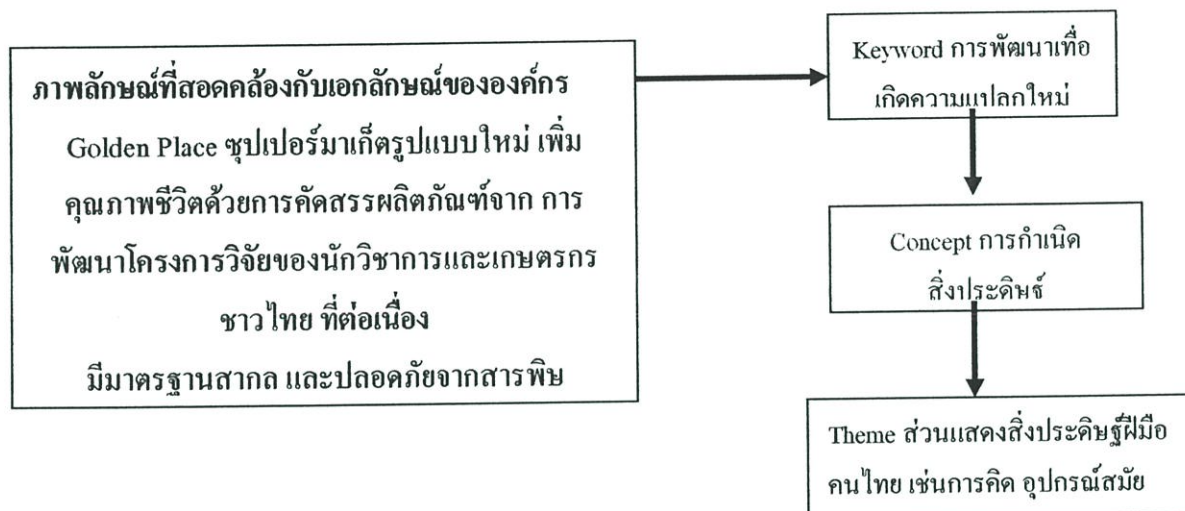 ภาพลักษณ์ที่สอดคล้องกับเอกลักษณ์ขององค์กร
Golden Place ซุปเปอร์มาเก็ตรูปแบบใหม่ เพิ่ม
คุณภาพชีวิตด้วยการคัดสรรผลิตภัณฑ์จาก การ
พัฒนาโครงการวิจัยของนักวิชาการและเกษตรกร
ชาวไทย ที่ต่อเนื่อง
มีมาตรฐานสากล และปลอดภัยจากสารพิษ
Keyword การพัฒนาเพื่อ
เกิดความแปลกใหม่
Concept การกำเนิด
สิ่งประดิษฐ์
Theme ส่วนแสดงสิ่งประดิษฐ์ฝีมือ
คนไทย เช่นการคิด อุปกรณ์สมัย